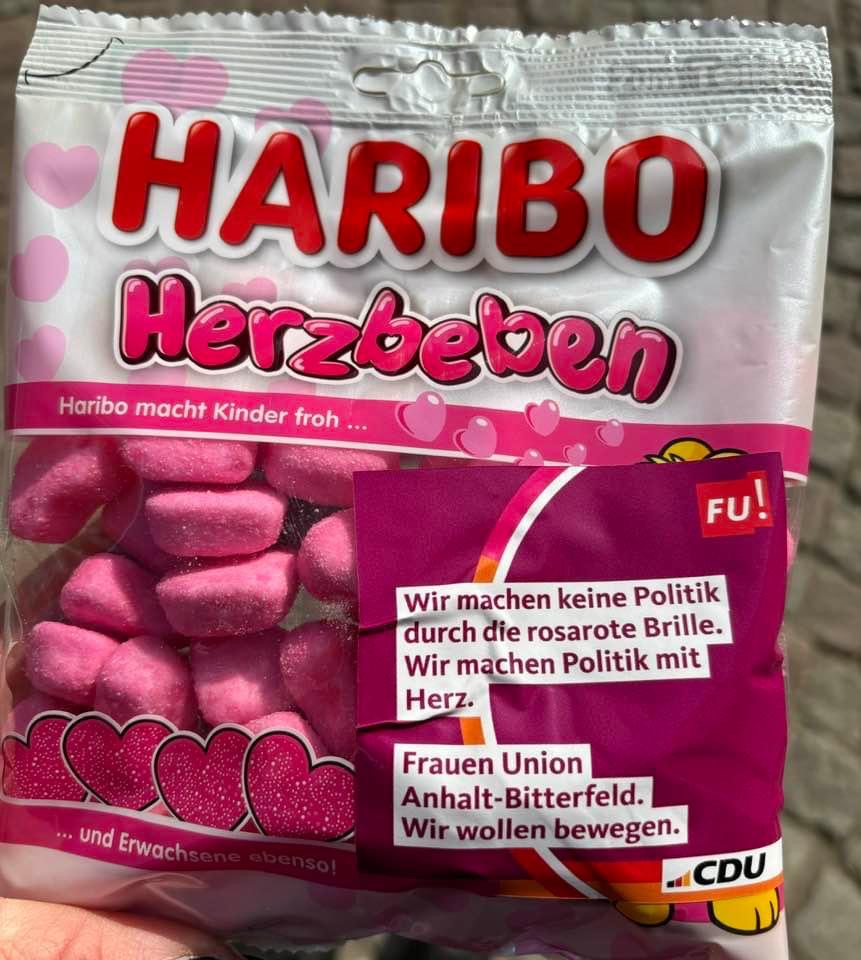 HARIBO
Herzbeben
Haribo macht Kinder froh ...
FU!
Wir machen keine Politik
durch die rosarote Brille.
Wir machen Politik mit
Herz.
Frauen Union
Anhalt-Bitterfeld.
Wir wollen bewegen.
... und Erwachsene ebenso!
CDU